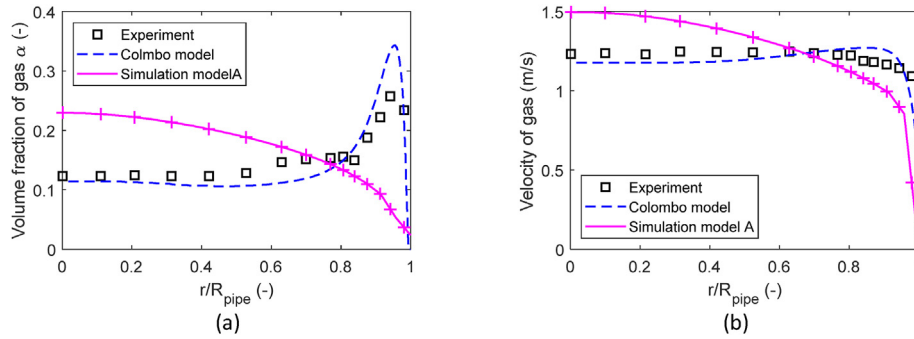 0.4
0.3
0.2
0.1
0
Volume fraction of gas α (-)
Experiment
Colmbo model
Simulation modelA
0 0.2 0.4 0.6 0.8 1
r/Rpipe (-)
(a)
1.5
1
0.5
0
Velocity of gas (m/s)
Experiment
Colombo model
Simulation model A
0 0.2 0.4 0.6 0.8
r/Rpipe (-)
(b)